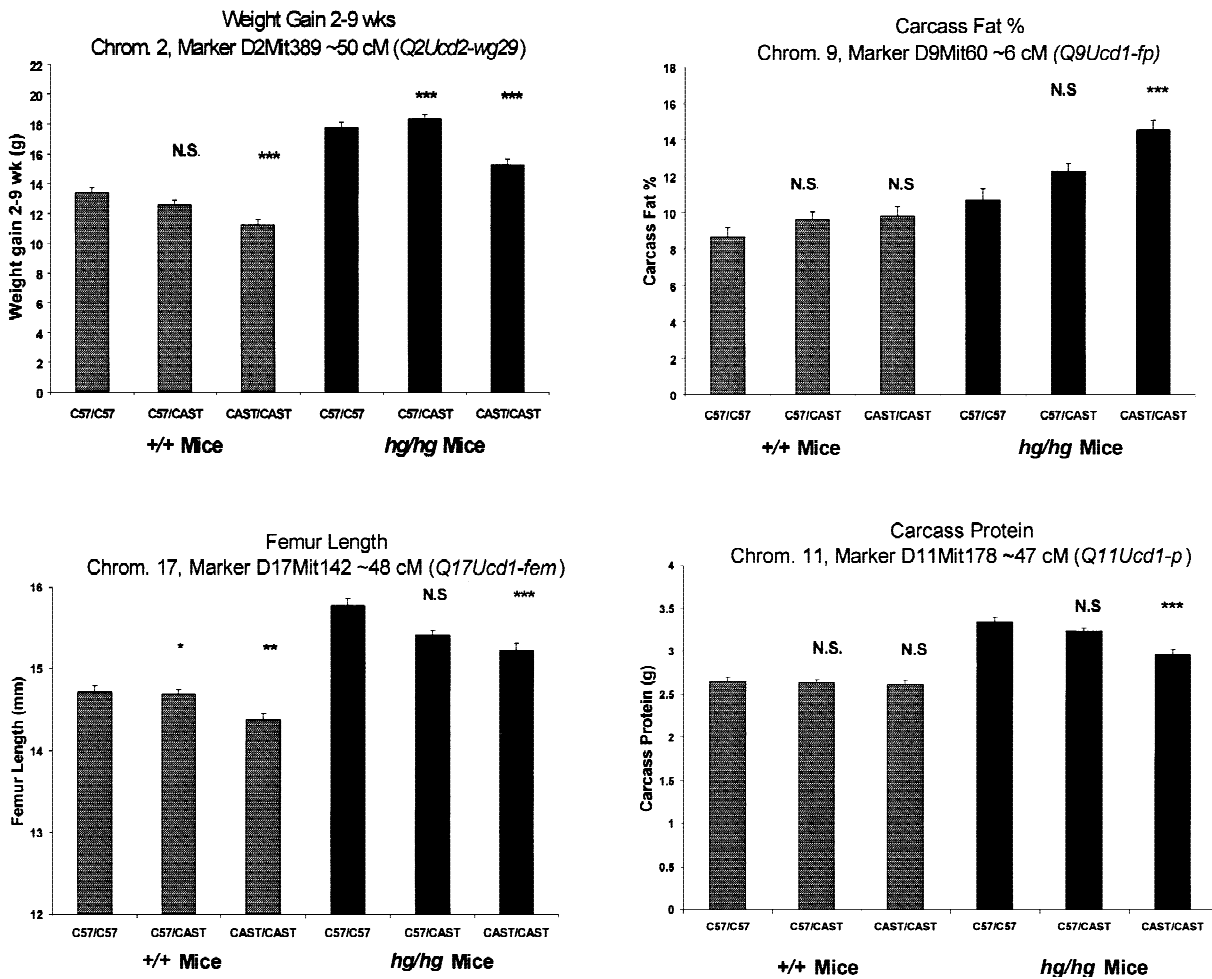 Weight Gain 2-9 wks
Chrom. 2, Marker D2Mit389 ~50 cM (Q2Ucd2-wg29)
22
20
18
16
14
12
10
8
6
4
2
0
Weight gain 2-9 wk (g)
N.S.
***
***
***
C57/C57 C57/CAST CAST/CAST C57/C57 C57/CAST CAST/CAST
+/+ Mice hg/hg Mice
Carcass Fat %
Chrom. 9, Marker D9Mit60 ~6 cM (Q9Ucd1-fp)
18
16
14
12
10
8
6
4
2
0
Carcass Fat %
N.S.
N.S
N.S
***
C57/C57 C57/CAST CAST/CAST C57/C57 C57/CAST CAST/CAST
+/+ Mice hg/hg Mice
Femur Length
Chrom. 17, Marker D17Mit142 ~48 cM (Q17Ucd1-fem)
16
15
14
13
12
Femur Length (mm)
*
**
N.S
***
C57/C57 C57/CAST CAST/CAST C57/C57 C57/CAST CAST/CAST
+/+ Mice hg/hg Mice
Carcass Protein
Chrom. 11, Marker D11Mit178 ~47 cM (Q11Ucd1-p)
4
3.5
3
2.5
2
1.5
1
0.5
0
Carcass Protein (g)
N.S.
N.S
N.S
***
C57/C57 C57/CAST CAST/CAST C57/C57 C57/CAST CAST/CAST
+/+ Mice hg/hg Mice